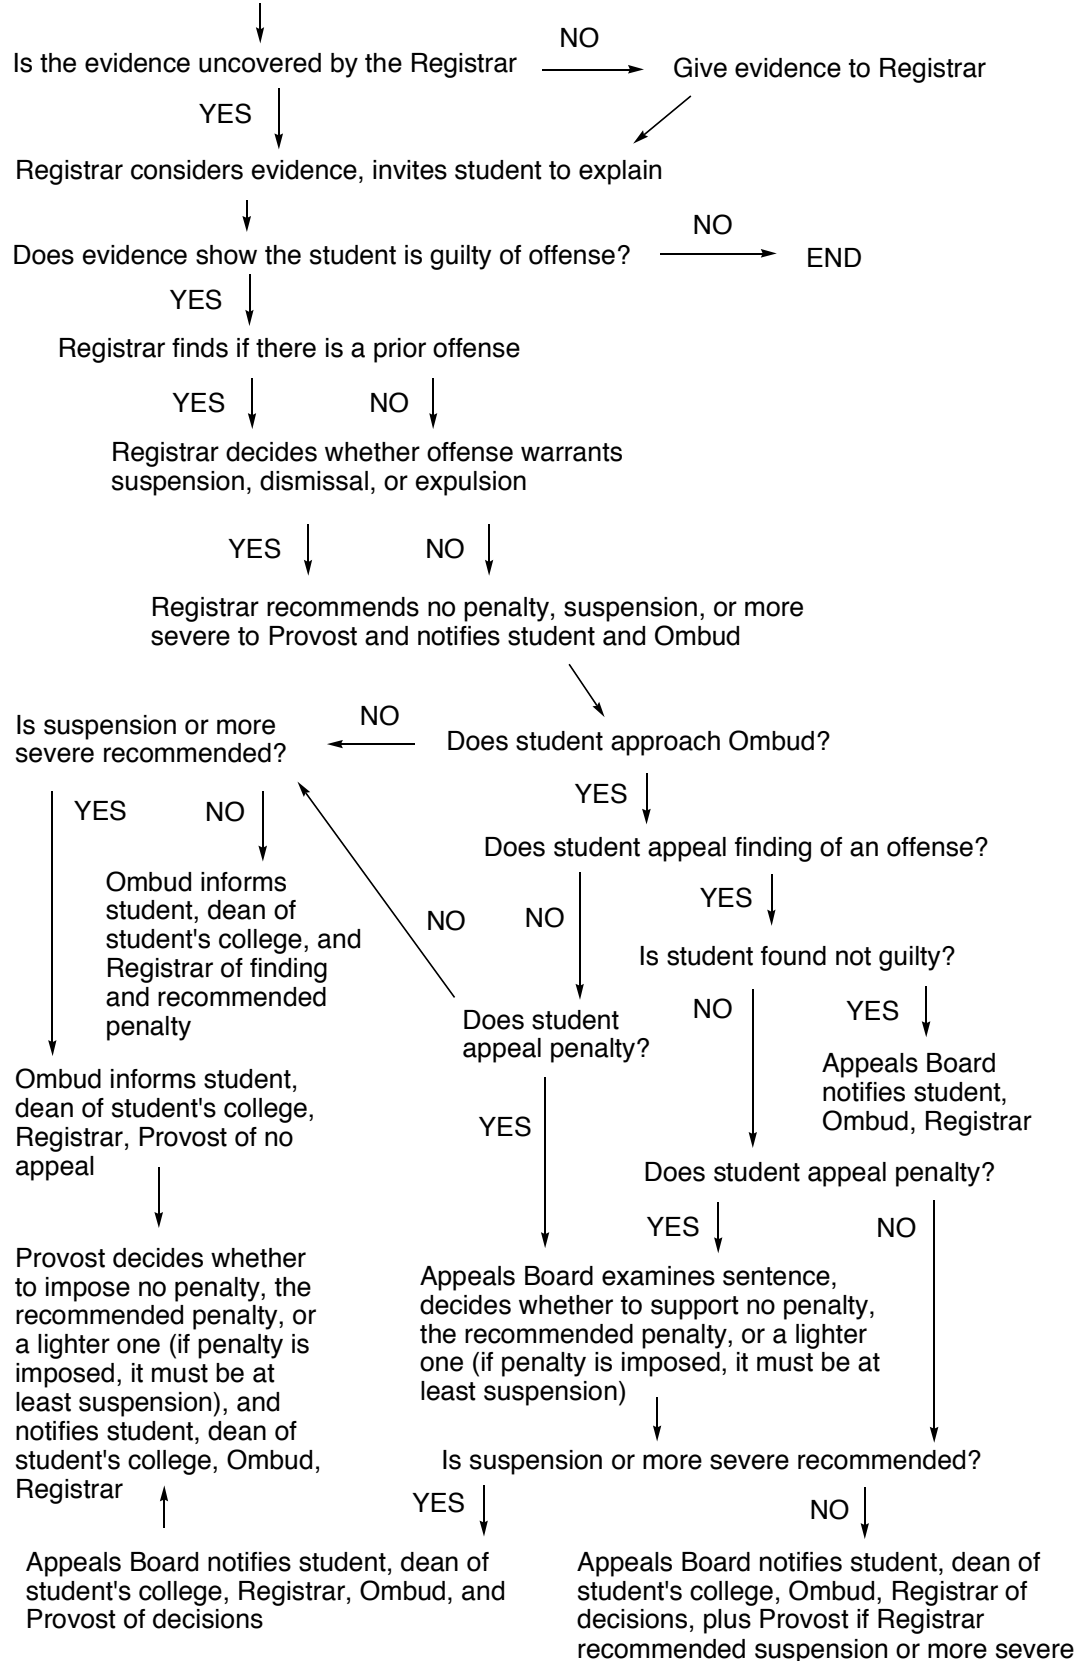 NO
Is the evidence uncovered by the Registrar
Give evidence to Registrar
YES
Registrar considers evidence, invites student to explain
NO
Does evidence show the student is guilty of offense?
END
YES
Registrar finds if there is a prior offense
YES
NO
Registrar decides whether offense warrants
suspension, dismissal, or expulsion
YES
NO
Registrar recommends no penalty, suspension, or more
severe to Provost and notifies student and Ombud
Is suspension or more
severe recommended?
NO
Does student approach Ombud?
YES
NO
YES
Does student appeal finding of an offense?
Ombud informs
student, dean of
student's college, and
Registrar of finding
and recommended
penalty
NO
NO
YES
Is student found not guilty?
Does student
appeal penalty?
NO
YES
Appeals Board
notifies student,
Ombud, Registrar
Ombud informs student,
dean of student's college,
Registrar, Provost of no
appeal
YES
Does student appeal penalty?
YES
NO
Provost decides whether
to impose no penalty, the
recommended penalty, or
a lighter one (if penalty is
imposed, it must be at
least suspension), and
notifies student, dean of
student's college, Ombud,
Registrar
Appeals Board examines sentence,
decides whether to support no penalty,
the recommended penalty, or a lighter
one (if penalty is imposed, it must be at
least suspension)
Is suspension or more severe recommended?
YES
NO
Appeals Board notifies student, dean of
student's college, Registrar, Ombud, and
Provost of decisions
Appeals Board notifies student, dean of
student's college, Ombud, Registrar of
decisions, plus Provost if Registrar
recommended suspension or more severe